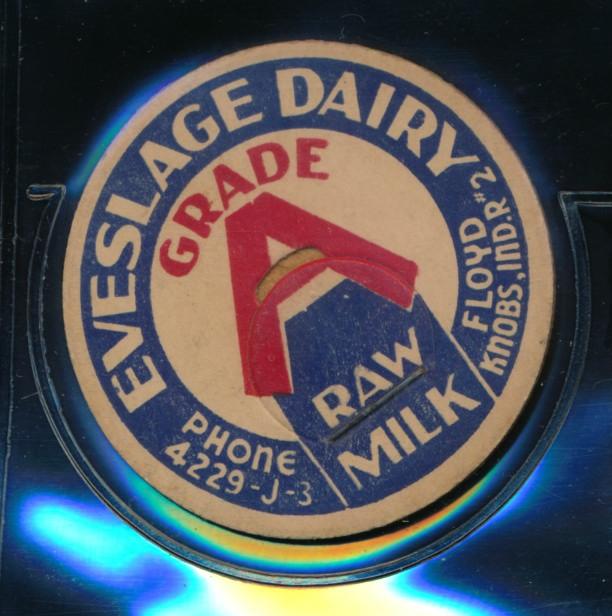 EVESLAGE DAIRY
GRADE
A
RAW
MILK
FLOYD
KNOBS, IND. R#2
PHONE
4229-J-3